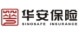 华安保险
SINOSAFE INSURANCE